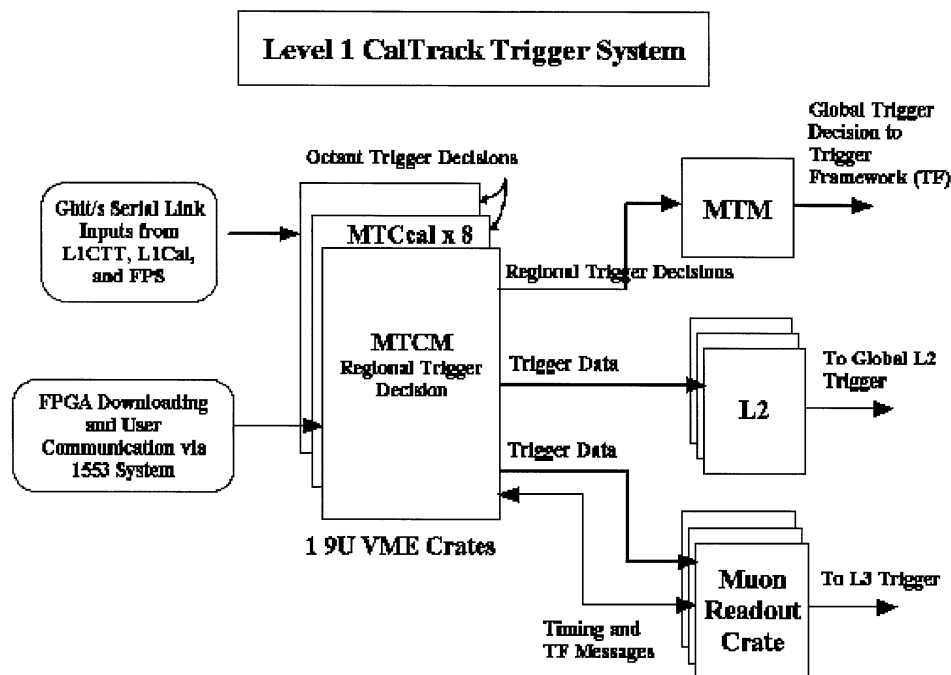 Level 1 CalTrack Trigger System
Global Trigger
Decision to
Trigger
Framework (TF)
Octant Trigger Decisions
Gbit/s Serial Link
Inputs from
L1CTT, L1Cal,
and FPS
MTCcal x 8
MTM
Regional Trigger Decisions
MTCM
Regional Trigger
Decision
Trigger Data
To Global L2
Trigger
L2
FPGA Downloading
and User
Communication via
1553 System
Trigger Data
1 9U VME Crates
Muon
Readout
Crate
To L3 Trigger
Timing and
TF Messages